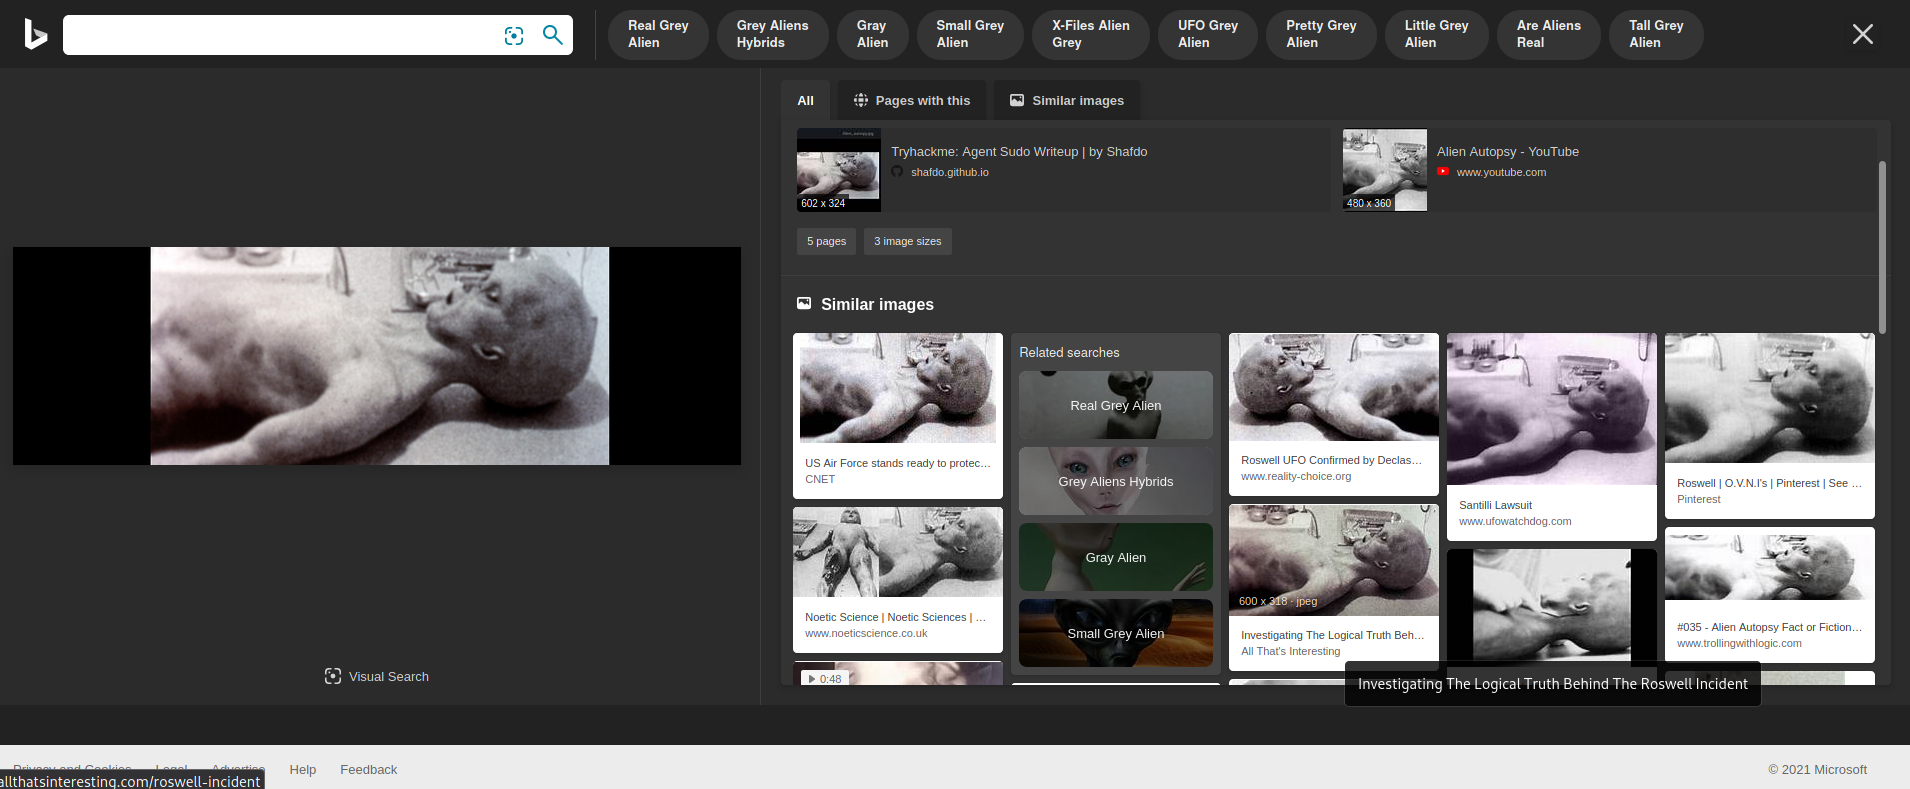 Real Grey
Alien
Grey Aliens
Hybrids
Gray
Alien
Small Grey
Alien
X-Files Alien
Grey
UFO Grey
Alien
Pretty Grey
Alien
Little Grey
Alien
Are Aliens
Real
Tall Grey
Alien
All
Pages with this
Similar images
602 x 324
Tryhackme: Agent Sudo Writeup | by Shafdo
shafdo.github.io
480 x 360
Alien Autopsy - YouTube
www.youtube.com
5 pages
3 image sizes
Similar images
US Air Force stands ready to protec...
CNET
Noetic Science | Noetic Sciences | ...
www.noeticscience.co.uk
0:48
Related searches
Real Grey Alien
Grey Aliens Hybrids
Gray Alien
Small Grey Alien
Roswell UFO Confirmed by Declas...
www.reality-choice.org
600 x 318 · jpeg
Investigating The Logical Truth Beh...
All That's Interesting
Santilli Lawsuit
www.ufowatchdog.com
Roswell | O.V.N.I's | Pinterest | See ...
Pinterest
#035 - Alien Autopsy Fact or Fiction...
www.trollingwithlogic.com
Investigating The Logical Truth Behind The Roswell Incident
Visual Search
Privacy and Cookies
Legal
Advertise
Help
Feedback
© 2021 Microsoft
allthatsinteresting.com/roswell-incident